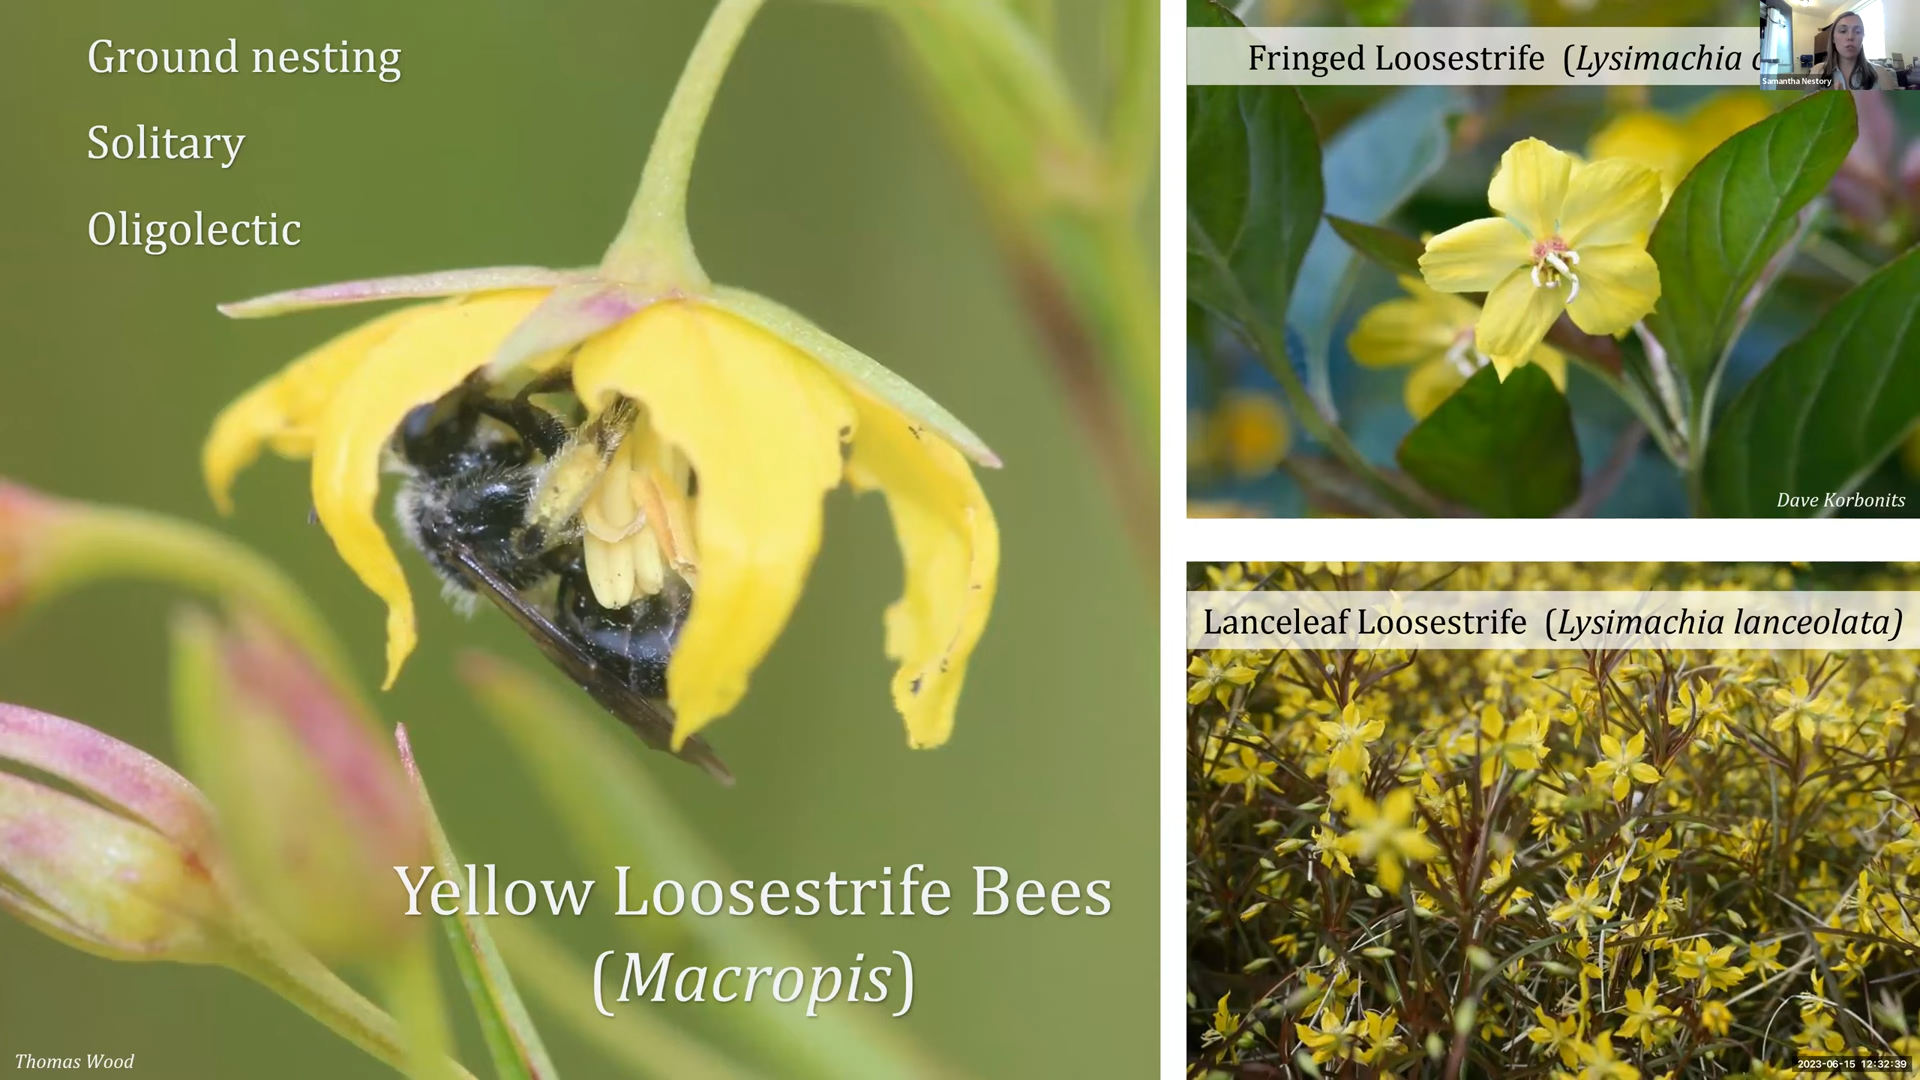 Ground nesting
Solitary
Oligolectic
Yellow Loosestrife Bees
(Macropis)
Thomas Wood
Fringed Loosestrife (Lysimachia
Samantha Nestory
Dave Korbonits
Lanceleaf Loosestrife (Lysimachia lanceolata)
2023-06-15 12:32:39